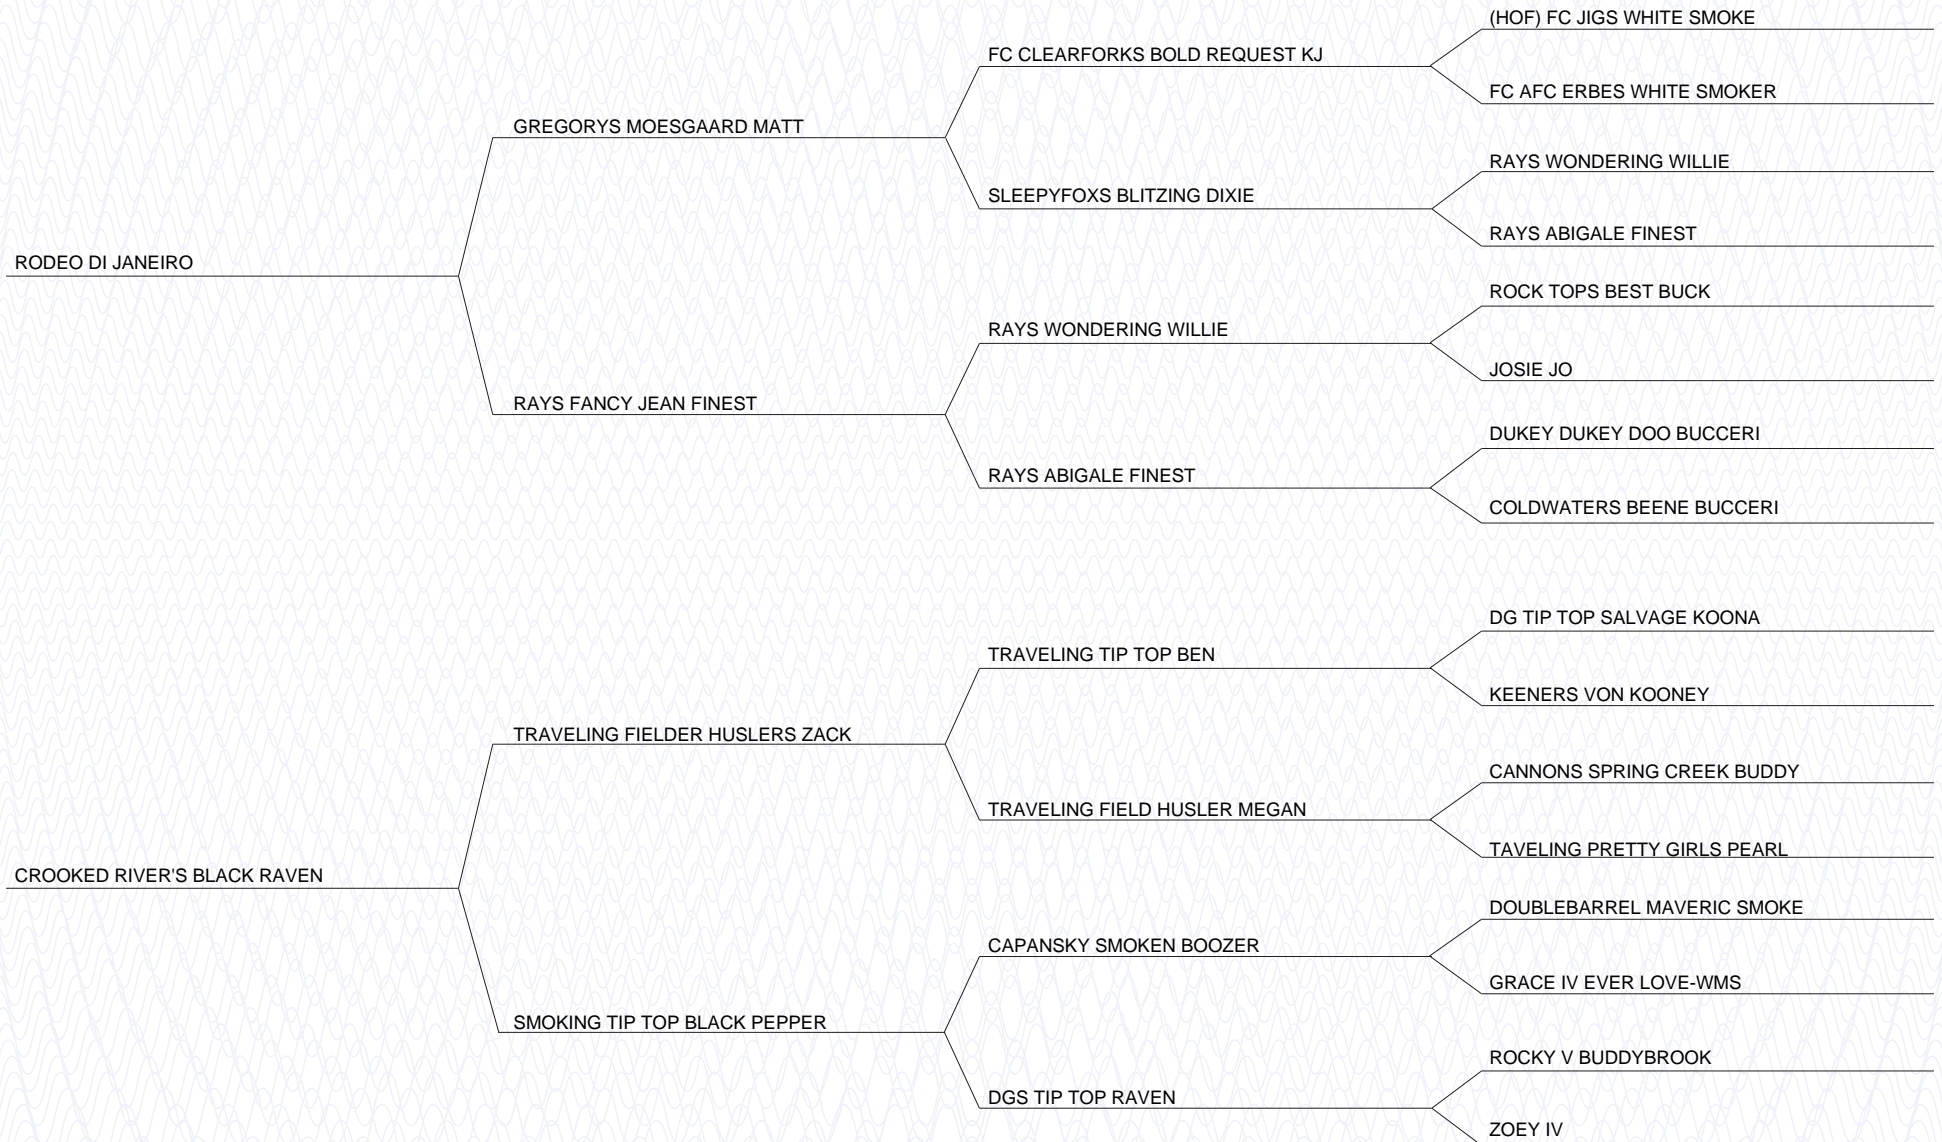 (HOF) FC JIGS WHITE SMOKE
FC CLEARFORKS BOLD REQUEST KJ
FC AFC ERBES WHITE SMOKER
GREGORYS MOESGAARD MATT
RAYS WONDERING WILLIE
SLEEPYFOXS BLITZING DIXIE
RAYS ABIGALE FINEST
RODEO DI JANEIRO
ROCK TOPS BEST BUCK
RAYS WONDERING WILLIE
JOSIE JO
RAYS FANCY JEAN FINEST
DUKEY DUKEY DOO BUCCERI
RAYS ABIGALE FINEST
COLDWATERS BEENE BUCCERI
DG TIP TOP SALVAGE KOONA
TRAVELING TIP TOP BEN
KEENERS VON KOONEY
TRAVELING FIELDER HUSLERS ZACK
CANNONS SPRING CREEK BUDDY
TRAVELING FIELD HUSLER MEGAN
TAVELING PRETTY GIRLS PEARL
CROOKED RIVER'S BLACK RAVEN
DOUBLEBARREL MAVERIC SMOKE
CAPANSKY SMOKEN BOOZER
GRACE IV EVER LOVE-WMS
SMOKING TIP TOP BLACK PEPPER
ROCKY V BUDDYBROOK
DGS TIP TOP RAVEN
ZOEY IV